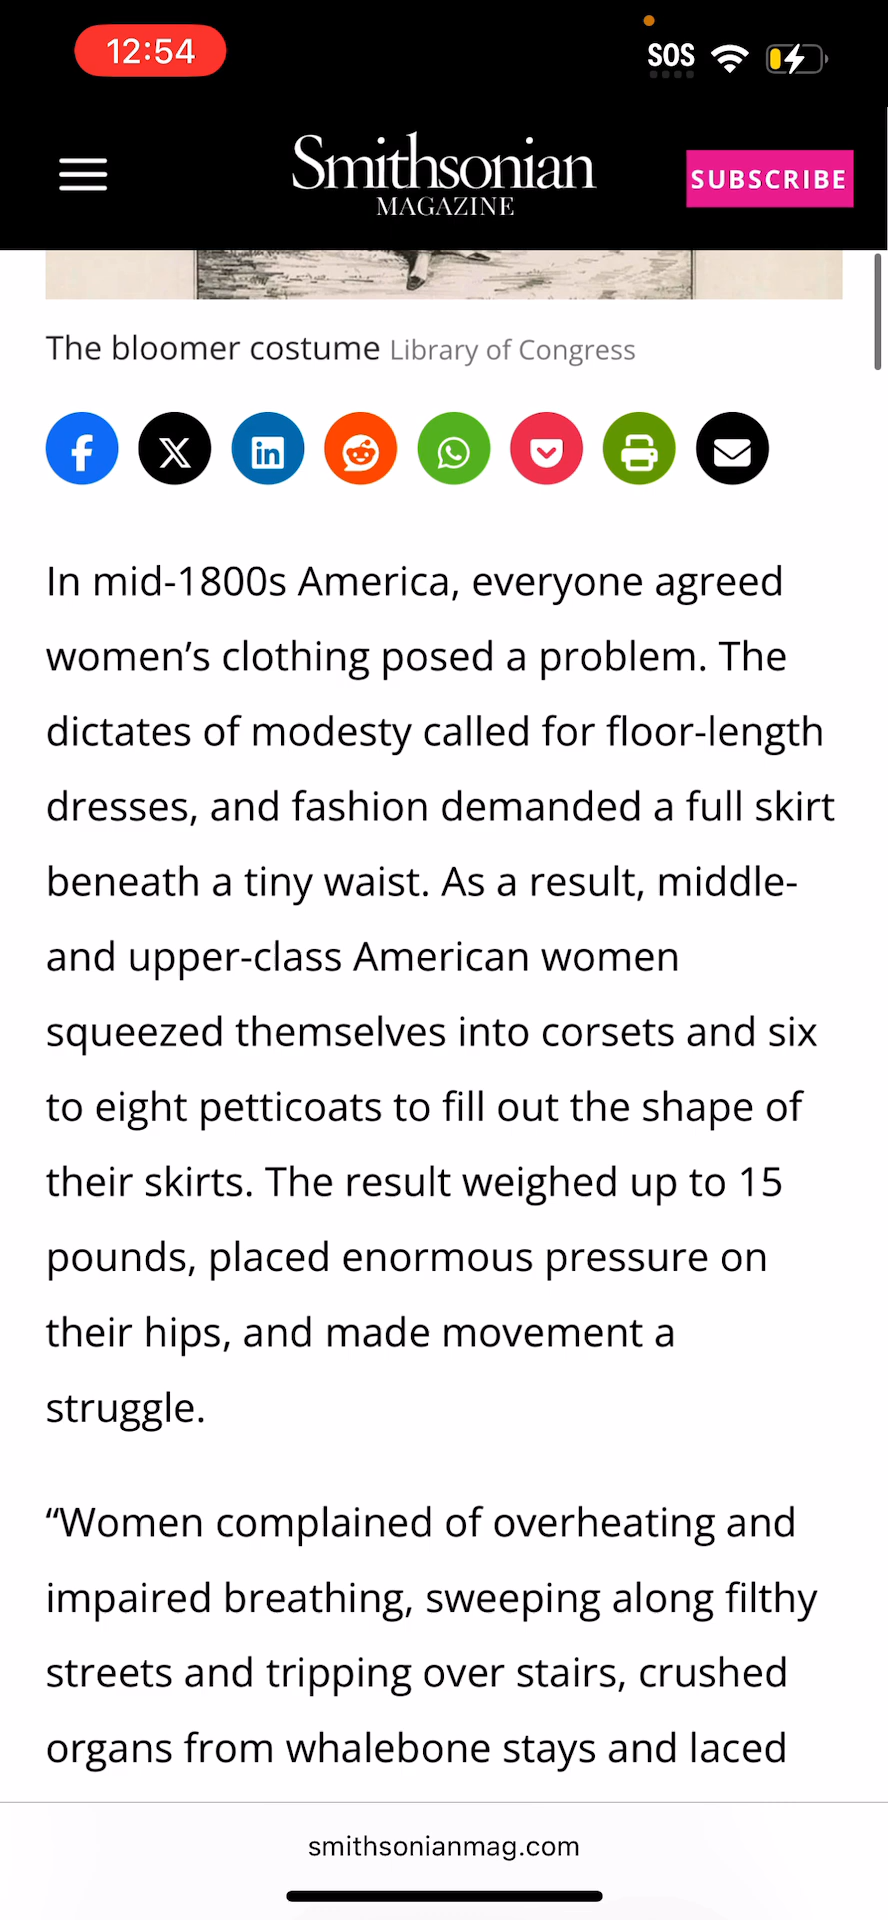 12:54
SOS
Smithsonian
MAGAZINE
SUBSCRIBE
The bloomer costume Library of Congress
In mid-1800s America, everyone agreed
women’s clothing posed a problem. The
dictates of modesty called for floor-length
dresses, and fashion demanded a full skirt
beneath a tiny waist. As a result, middle-
and upper-class American women
squeezed themselves into corsets and six
to eight petticoats to fill out the shape of
their skirts. The result weighed up to 15
pounds, placed enormous pressure on
their hips, and made movement a
struggle.
“Women complained of overheating and
impaired breathing, sweeping along filthy
streets and tripping over stairs, crushed
organs from whalebone stays and laced
smithsonianmag.com